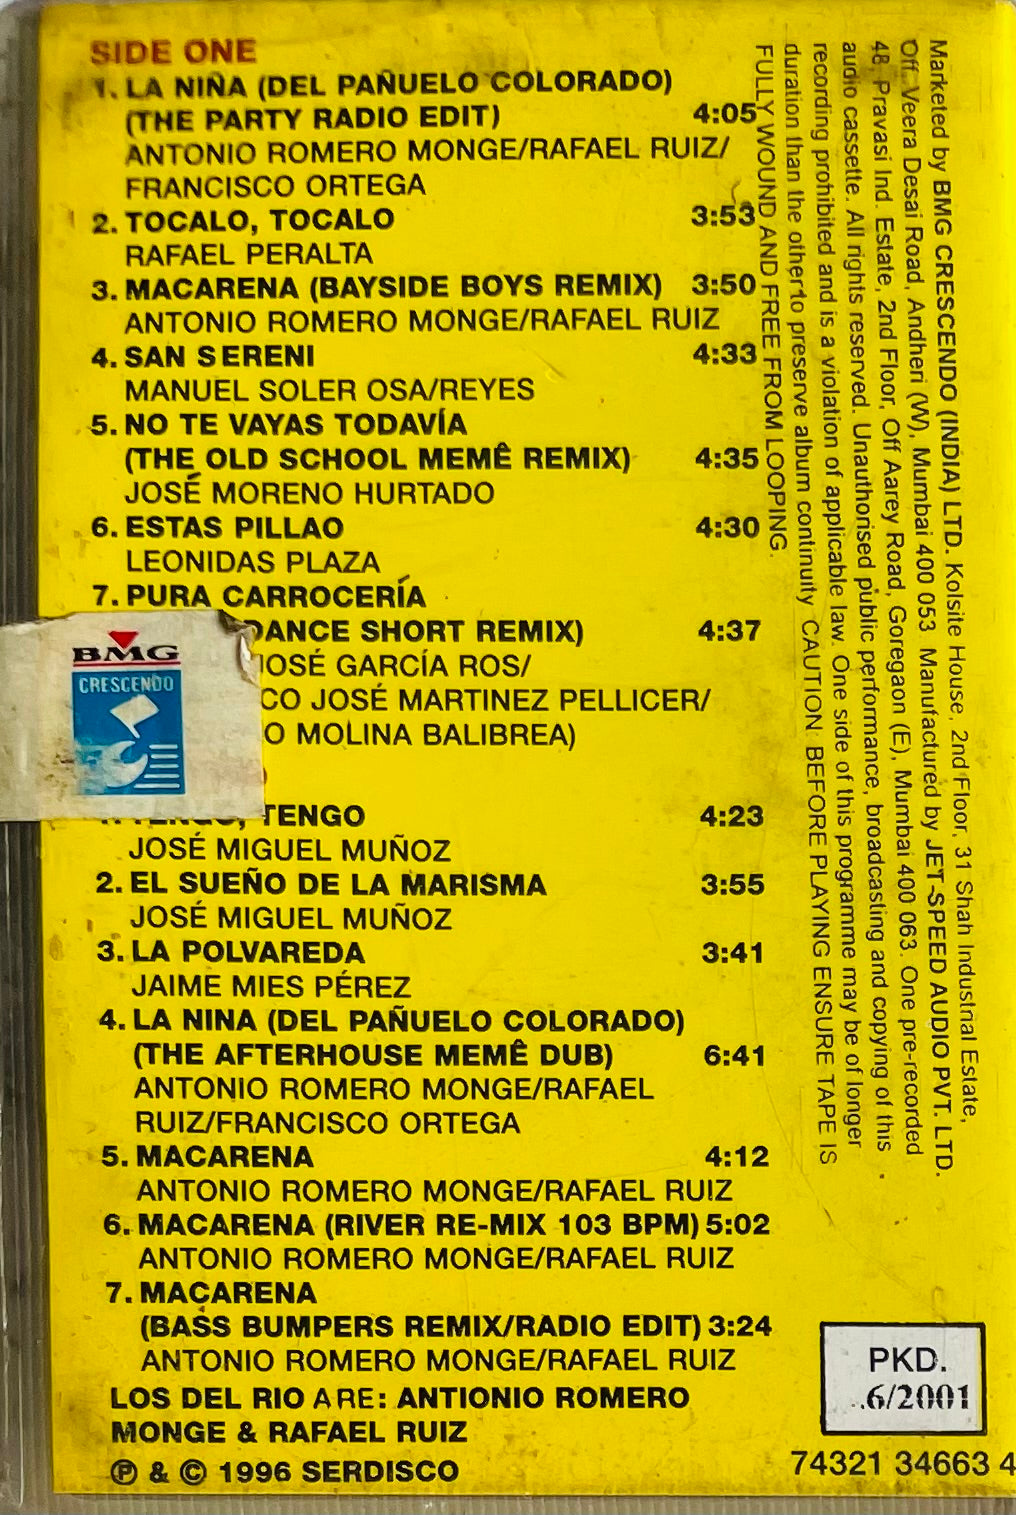 SIDE ONE
1. LA NIÑA (DEL PAÑUELO COLORADO)
(THE PARTY RADIO EDIT) 4:05
ANTONIO ROMERO MONGE/RAFAEL RUIZ/
FRANCISCO ORTEGA
2. TOCALO, TOCALO 3:53
RAFAEL PERALTA
3. MACARENA (BAYSIDE BOYS REMIX) 3:50
ANTONIO ROMERO MONGE/RAFAEL RUIZ
4. SAN SERENI 4:33
MANUEL SOLER OSA/REYES
5. NO TE VAYAS TODAVÍA
(THE OLD SCHOOL MEMÊ REMIX) 4:35
JOSÉ MORENO HURTADO
6. ESTAS PILLAO 4:30
LEONIDAS PLAZA
7. PURA CARROCERÍA
DANCE SHORT REMIX) 4:37
JOSÉ GARCÍA ROS/
CO JOSÉ MARTINEZ PELLICER/
O MOLINA BALIBREA)
BMG
CRESCENDO
TENGO 4:23
JOSÉ MIGUEL MUÑOZ
2. EL SUEÑO DE LA MARISMA 3:55
JOSÉ MIGUEL MUÑOZ
3. LA POLVAREDA 3:41
JAIME MIES PÉREZ
4. LA NINA (DEL PAÑUELO COLORADO)
(THE AFTERHOUSE MEMÊ DUB) 6:41
ANTONIO ROMERO MONGE/RAFAEL
RUIZ/FRANCISCO ORTEGA
5. MACARENA 4:12
ANTONIO ROMERO MONGE/RAFAEL RUIZ
6. MACARENA (RIVER RE-MIX 103 BPM) 5:02
ANTONIO ROMERO MONGE/RAFAEL RUIZ
7. MACARENA
(BASS BUMPERS REMIX/RADIO EDIT) 3:24
ANTONIO ROMERO MONGE/RAFAEL RUIZ
LOS DEL RIO ARE: ANTIONIO ROMERO
MONGE & RAFAEL RUIZ
℗ & © 1996 SERDISCO
Marketed by BMG CRESCENDO (INDIA) LTD. Kolsite House, 2nd Floor, 31 Shah Industrial Estate,
Off. Veera Desai Road, Andheri (W), Mumbai 400 053 Manufactured by JET-SPEED AUDIO PVT. LTD.
48, Pravasi Ind. Estate, 2nd Floor, Off Aarey Road, Goregaon (E), Mumbai 400 063. One pre-recorded
audio cassette. All rights reserved. Unauthorised public performance, broadcasting and copying of this
recording prohibited and is a violation of applicable law. One side of this programme may be of longer
duration than the other to preserve album continuity CAUTION: BEFORE PLAYING ENSURE TAPE IS
FULLY WOUND AND FREE FROM LOOPING.
PKD.
6/2001
74321 34663 4